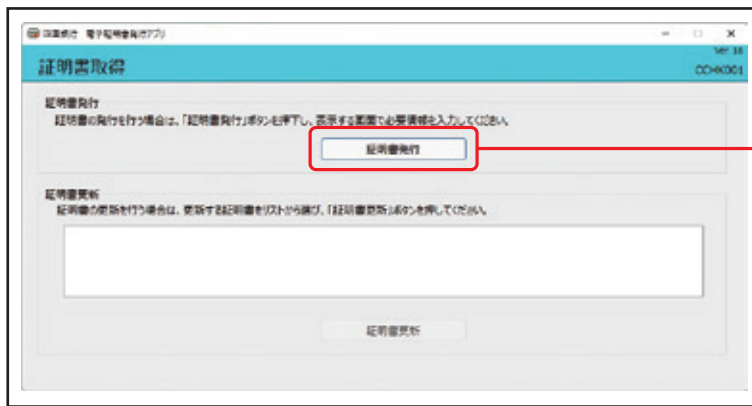 四国銀行 電子証明書発行アプリ
証明書取得
CCHK001
証明書発行
証明書の発行を行う場合は、「証明書発行」ボタンを押下し、表示する画面で必要情報を入力してください。
証明書発行
証明書更新
証明書の更新を行う場合は、更新する証明書をリストから選び、「証明書更新」ボタンを押してください。
証明書更新